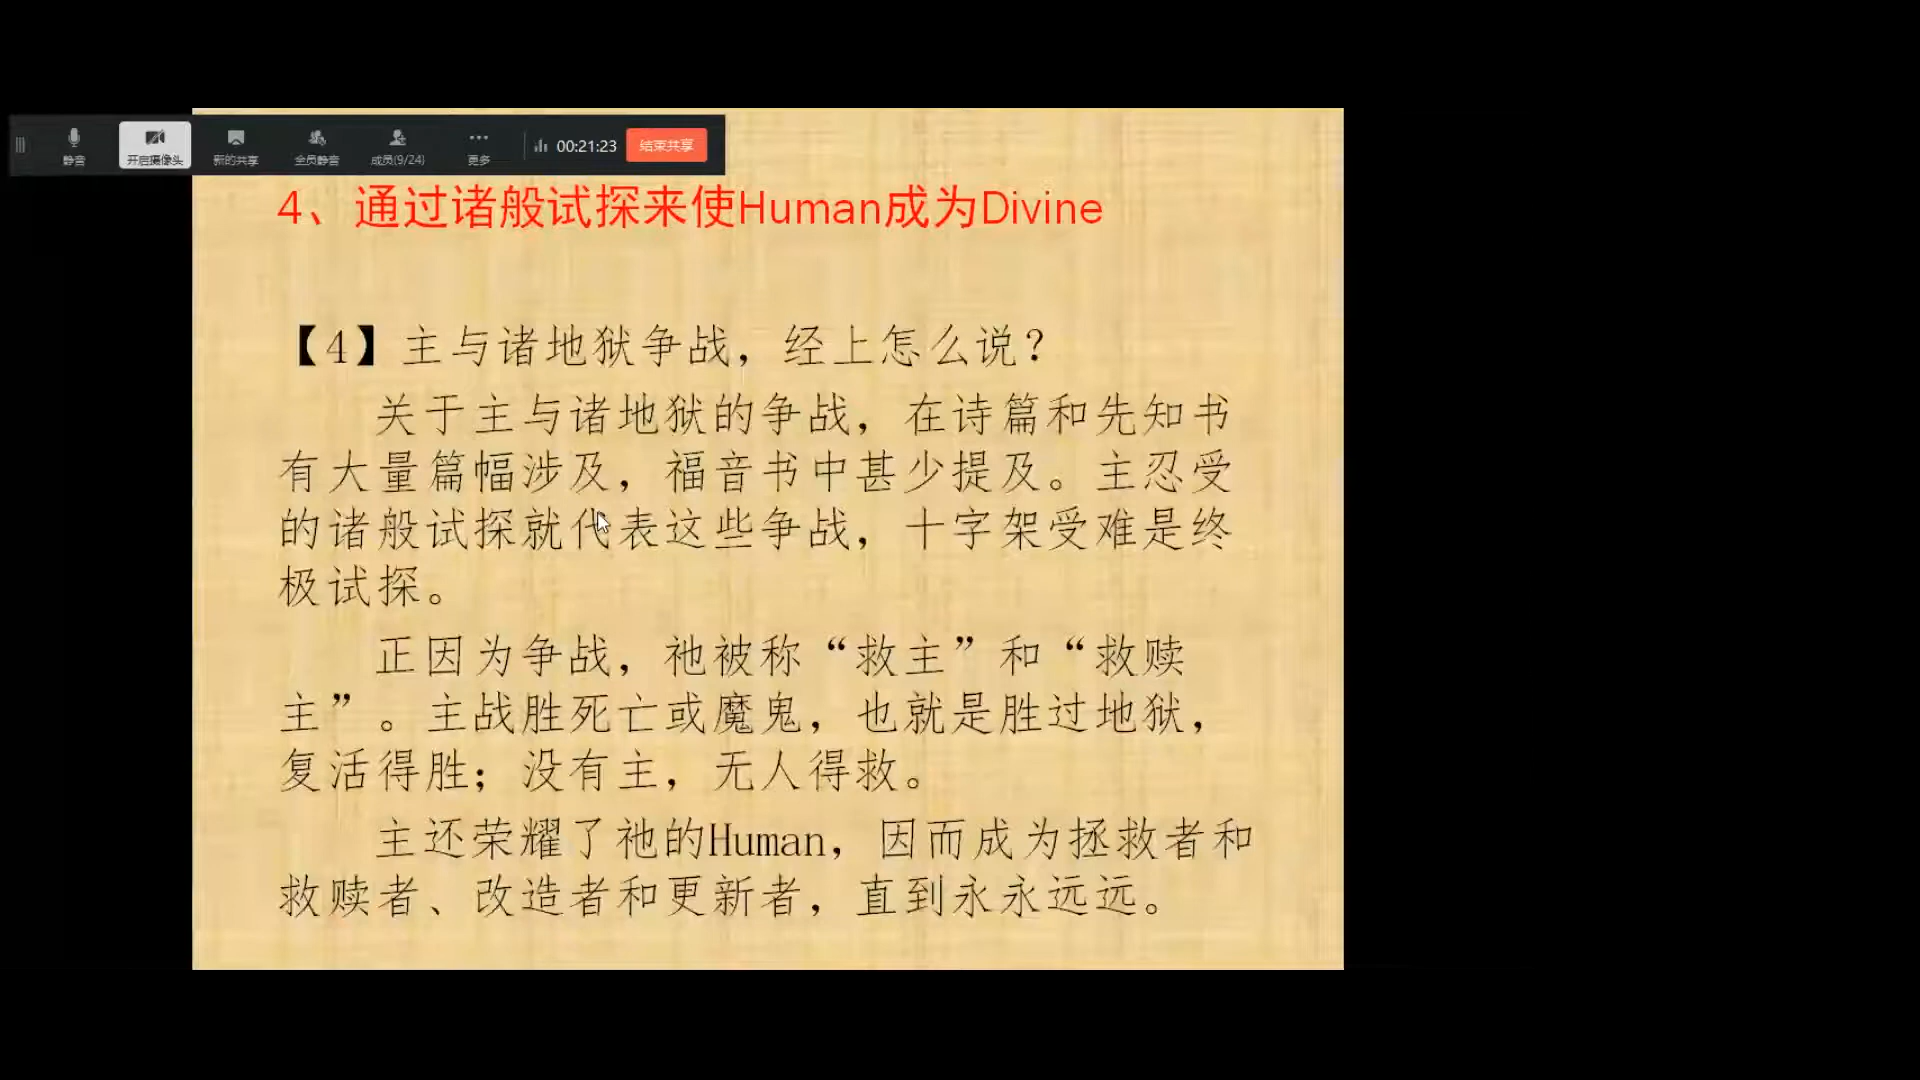 静音 开启摄像头 新的共享 全员静音 成员(9/24) 更多 00:21:23 结束共享
4、通过诸般试探来使Human成为Divine
【4】主与诸地狱争战，经上怎么说？
关于主与诸地狱的争战，在诗篇和先知书
有大量篇幅涉及，福音书中甚少提及。主忍受
的诸般试探就代表这些争战，十字架受难是终
极试探。
正因为争战，祂被称“救主”和“救赎
主”。主战胜死亡或魔鬼，也就是胜过地狱，
复活得胜；没有主，无人得救。
主还荣耀了祂的Human，因而成为拯救者和
救赎者、改造者和更新者，直到永永远远。